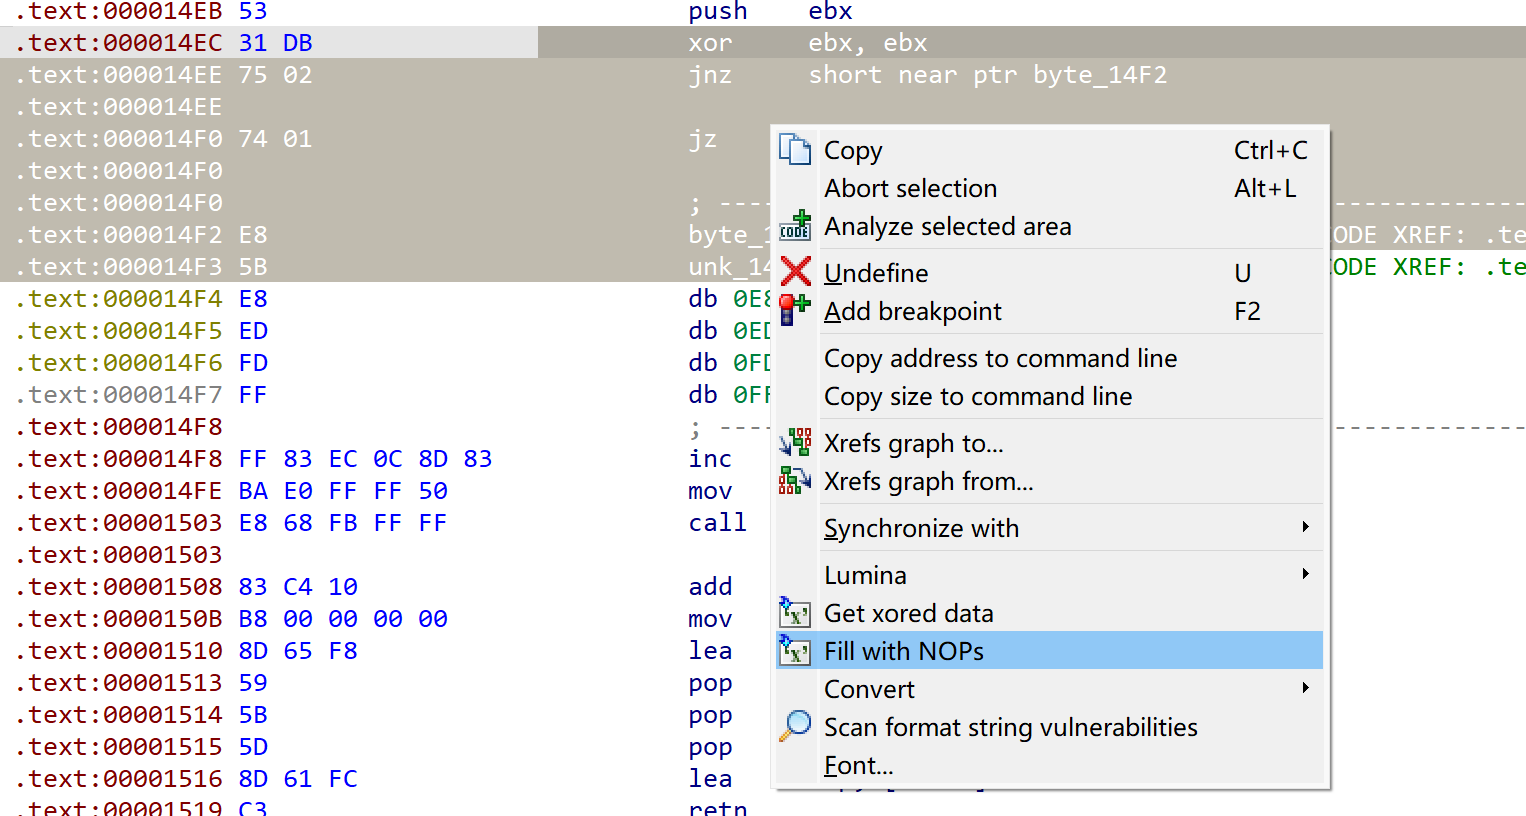 .text:000014EB 53 push ebx
.text:000014EC 31 DB xor ebx, ebx
.text:000014EE 75 02 jnz short near ptr byte_14F2
.text:000014EE
.text:000014F0 74 01 jz
.text:000014F0
.text:000014F0 ; ----
.text:000014F2 E8 byte_1 CODE XREF: .te
.text:000014F3 5B unk_14 CODE XREF: .te
.text:000014F4 E8 db 0E8
.text:000014F5 ED db 0ED
.text:000014F6 FD db 0FD
.text:000014F7 FF db 0FF
.text:000014F8 ; ----
.text:000014F8 FF 83 EC 0C 8D 83 inc
.text:000014FE BA E0 FF FF 50 mov
.text:00001503 E8 68 FB FF FF call
.text:00001503
.text:00001508 83 C4 10 add
.text:0000150B B8 00 00 00 00 mov
.text:00001510 8D 65 F8 lea
.text:00001513 59 pop
.text:00001514 5B pop
.text:00001515 5D pop
.text:00001516 8D 61 FC lea
.text:00001519 C3 retn
Copy Ctrl+C
Abort selection Alt+L
Analyze selected area
Undefine U
Add breakpoint F2
Copy address to command line
Copy size to command line
Xrefs graph to...
Xrefs graph from...
Synchronize with
Lumina
Get xored data
Fill with NOPs
Convert
Scan format string vulnerabilities
Font...